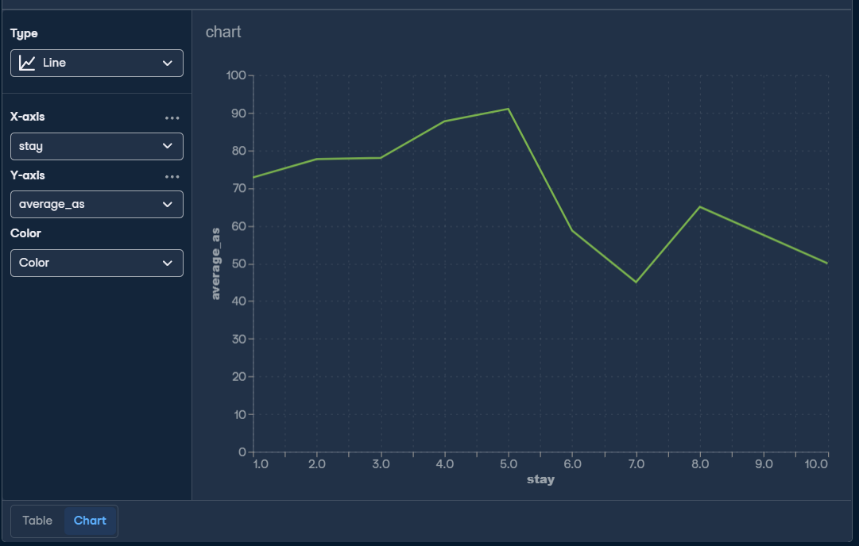 Type
Line
X-axis
...
stay
Y-axis
...
average_as
Color
Color
chart
100
90
80
70
60
50
40
30
20
10
0
average_as
1.0 2.0 3.0 4.0 5.0 6.0 7.0 8.0 9.0 10.0
stay
Table Chart